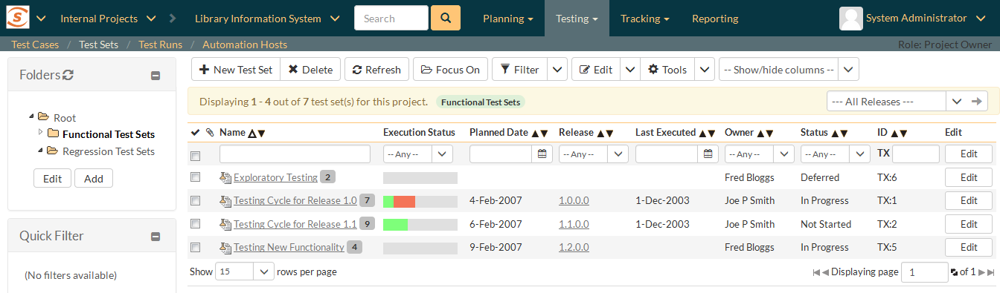 Internal Projects Library Information System Search Planning Testing Tracking Reporting System Administrator
Test Cases / Test Sets / Test Runs / Automation Hosts Role: Project Owner
Folders
Root
Functional Test Sets
Regression Test Sets
Edit Add
Quick Filter
(No filters available)
New Test Set Delete Refresh Focus On Filter Edit Tools -- Show/hide columns --
Displaying 1 - 4 out of 7 test set(s) for this project. Functional Test Sets --- All Releases ---
Name Execution Status Planned Date Release Last Executed Owner Status ID Edit
-- Any -- -- Any -- -- Any -- -- Any -- TX Edit
Exploratory Testing 2 Fred Bloggs Deferred TX:6 Edit
Testing Cycle for Release 1.0 7 4-Feb-2007 1.0.0.0 1-Dec-2003 Joe P Smith In Progress TX:1 Edit
Testing Cycle for Release 1.1 9 6-Feb-2007 1.1.0.0 1-Dec-2003 Joe P Smith Not Started TX:2 Edit
Testing New Functionality 4 9-Feb-2007 1.2.0.0 Fred Bloggs In Progress TX:5 Edit
Show 15 rows per page Displaying page 1 of 1